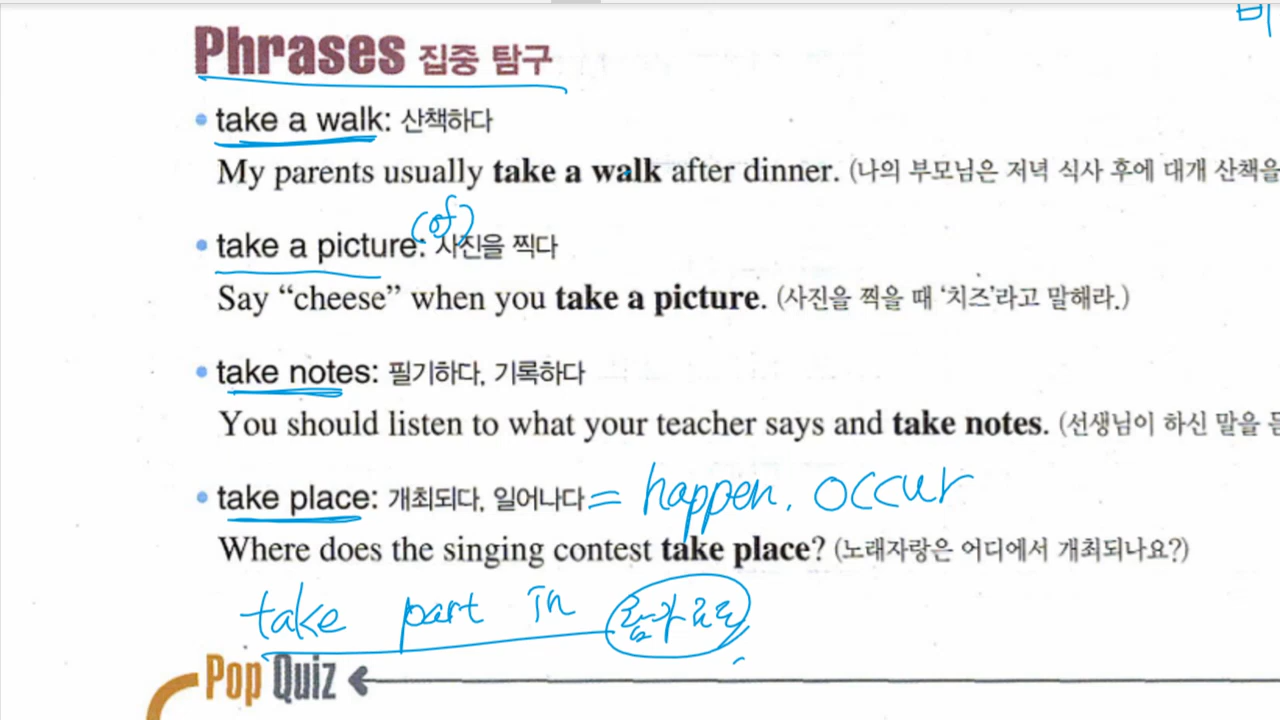 Phrases 집중 탐구
• take a walk: 산책하다
My parents usually take a walk after dinner. (나의 부모님은 저녁 식사 후에 대개 산책을
(of)
• take a picture: 사진을 찍다
Say “cheese” when you take a picture. (사진을 찍을 때 ‘치즈’라고 말해라.)
• take notes: 필기하다, 기록하다
You should listen to what your teacher says and take notes. (선생님이 하신 말을
• take place: 개최되다, 일어나다 = happen, occur
Where does the singing contest take place? (노래자랑은 어디에서 개최되나요?)
take part in
Pop Quiz